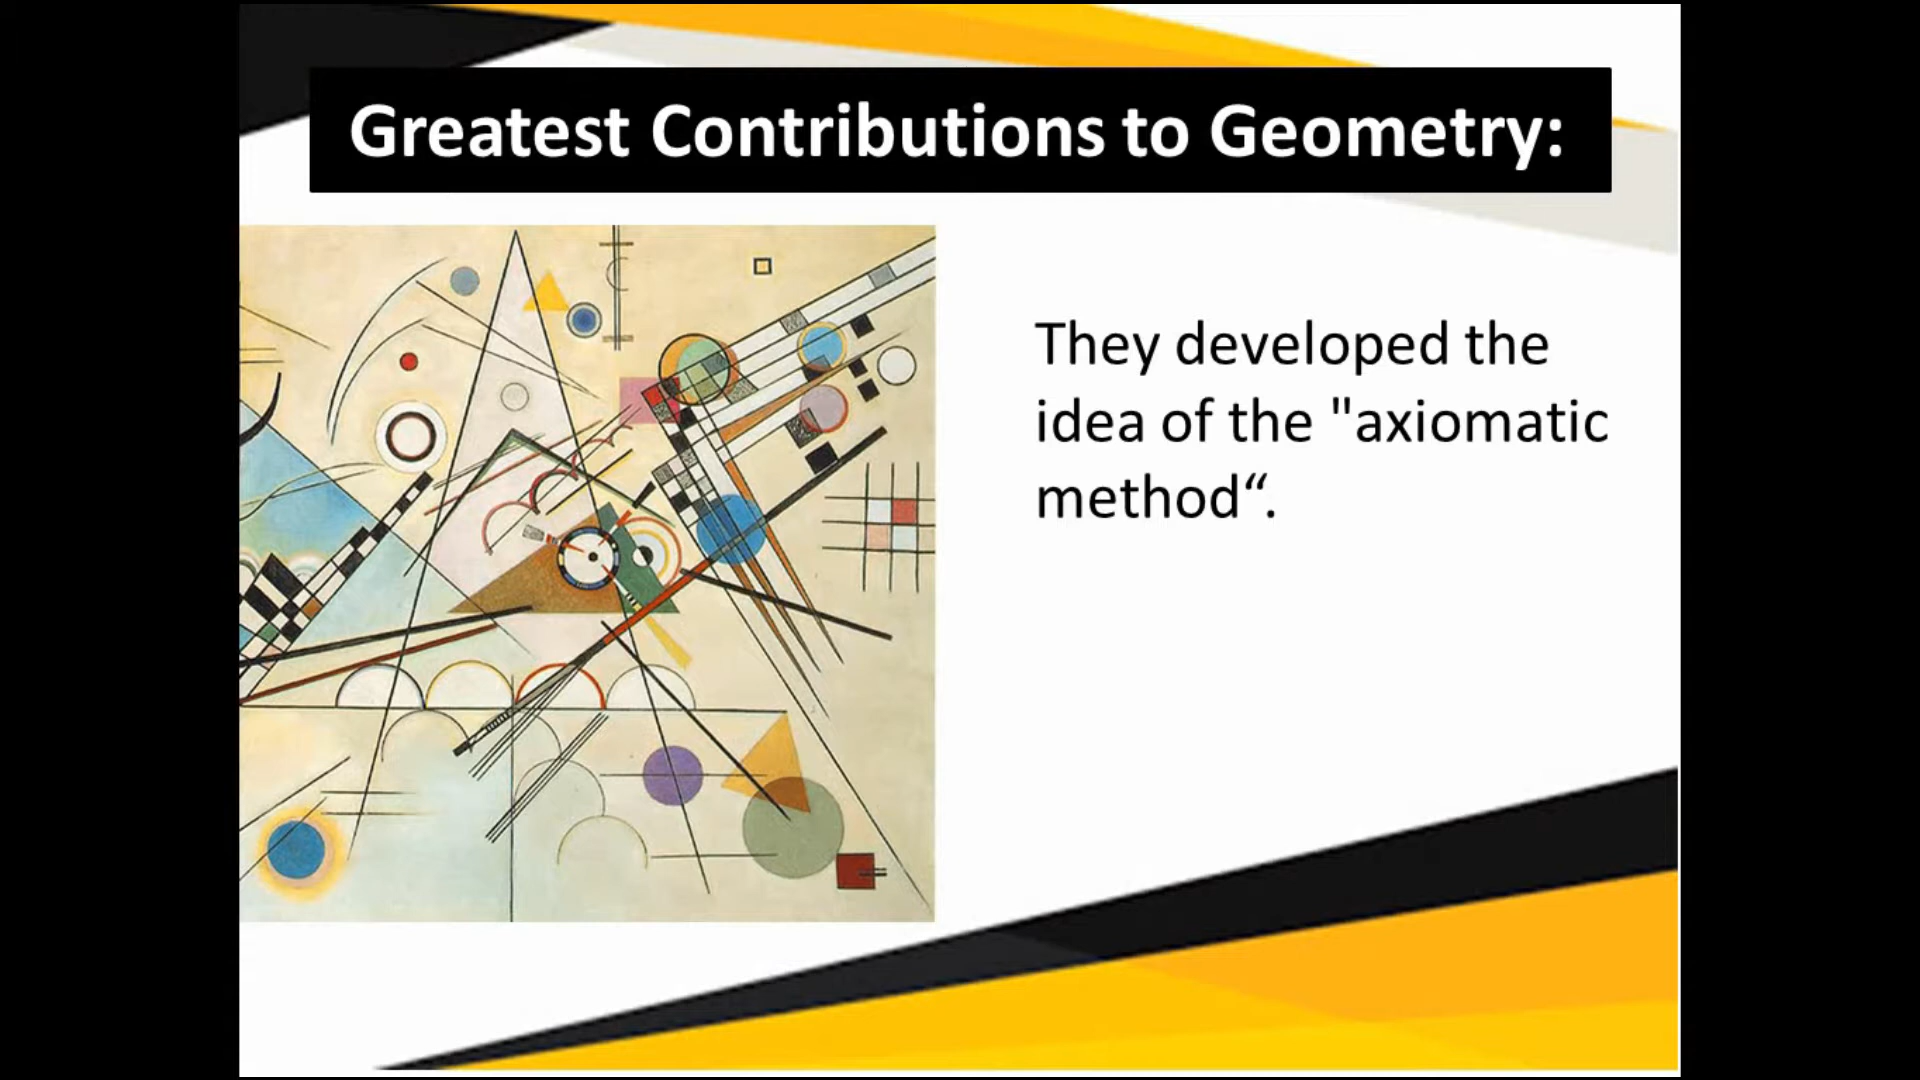 Greatest Contributions to Geometry:
They developed the
idea of the "axiomatic
method“.